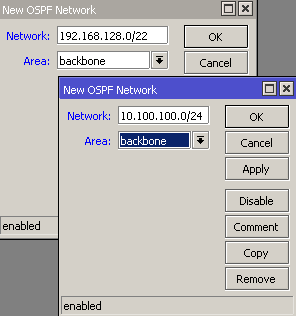 New OSPF Network
Network: 192.168.128.0/22
OK
Area: backbone
Cancel
enabled
New OSPF Network
Network: 10.100.100.0/24
OK
Area: backbone
Cancel
Apply
Disable
Comment
Copy
Remove
enabled